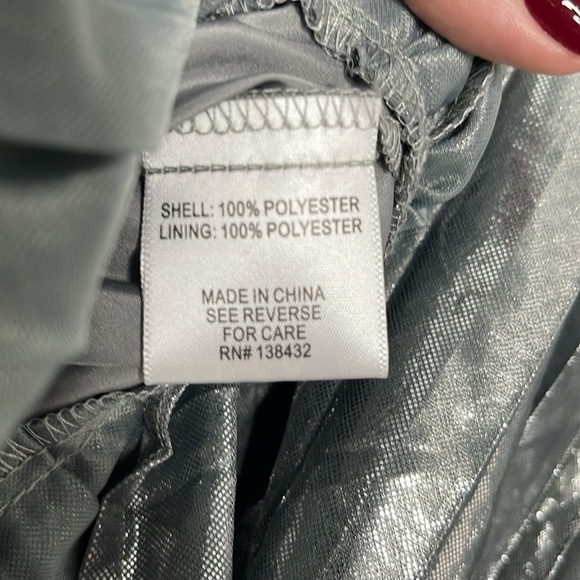 SHELL: 100% POLYESTER
LINING: 100% POLYESTER
MADE IN CHINA
SEE REVERSE
FOR CARE
RN# 138432